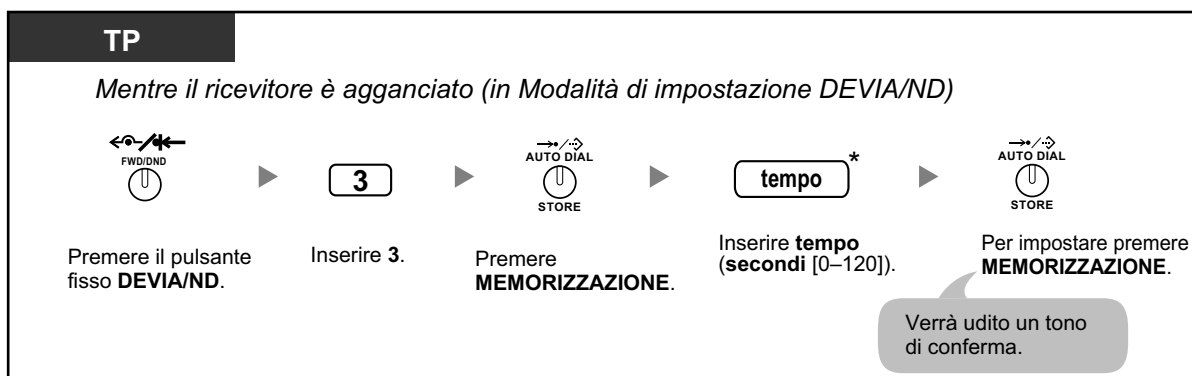 TP
Mentre il ricevitore è agganciato (in Modalità di impostazione DEVIA/ND)
FWD/DND
Premere il pulsante
fisso DEVIA/ND.
3
Inserire 3.
AUTO DIAL
STORE
Premere
MEMORIZZAZIONE.
tempo*
Inserire tempo
(secondi [0–120]).
AUTO DIAL
STORE
Per impostare premere
MEMORIZZAZIONE.
Verrà udito un tono
di conferma.